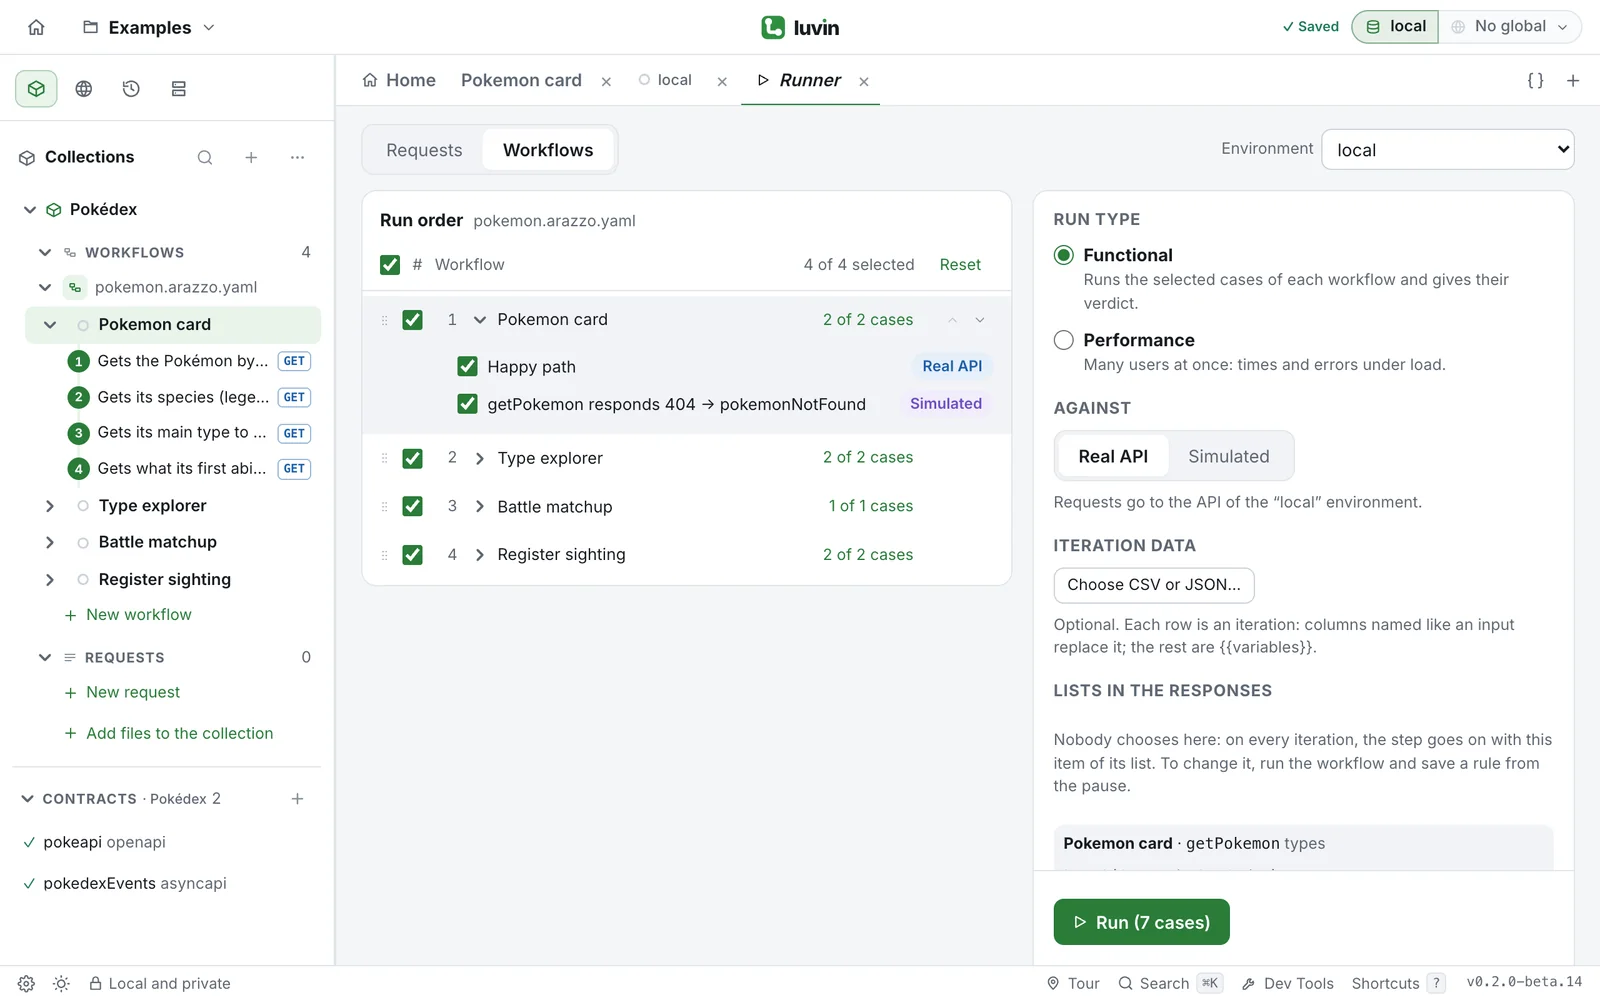 Examples
luvin
Saved
local
No global
Home
Pokemon card
local
Runner
{ }
Collections
Pokédex
WORKFLOWS 4
pokemon.arazzo.yaml
Pokemon card
1 Gets the Pokémon by... GET
2 Gets its species (lege... GET
3 Gets its main type to ... GET
4 Gets what its first abi... GET
Type explorer
Battle matchup
Register sighting
+ New workflow
REQUESTS 0
+ New request
+ Add files to the collection
CONTRACTS · Pokédex 2
pokeapi openapi
pokedexEvents asyncapi
Requests
Workflows
Environment
local
Run order pokemon.arazzo.yaml
# Workflow 4 of 4 selected Reset
1 Pokemon card 2 of 2 cases
Happy path Real API
getPokemon responds 404 → pokemonNotFound Simulated
2 Type explorer 2 of 2 cases
3 Battle matchup 1 of 1 cases
4 Register sighting 2 of 2 cases
RUN TYPE
Functional
Runs the selected cases of each workflow and gives their
verdict.
Performance
Many users at once: times and errors under load.
AGAINST
Real API
Simulated
Requests go to the API of the “local” environment.
ITERATION DATA
Choose CSV or JSON...
Optional. Each row is an iteration: columns named like an input
replace it; the rest are {{variables}}.
LISTS IN THE RESPONSES
Nobody chooses here: on every iteration, the step goes on with this
item of its list. To change it, run the workflow and save a rule from
the pause.
Pokemon card · getPokemon types
Run (7 cases)
Local and private
Tour
Search ⌘K
Dev Tools
Shortcuts ?
v0.2.0-beta.14